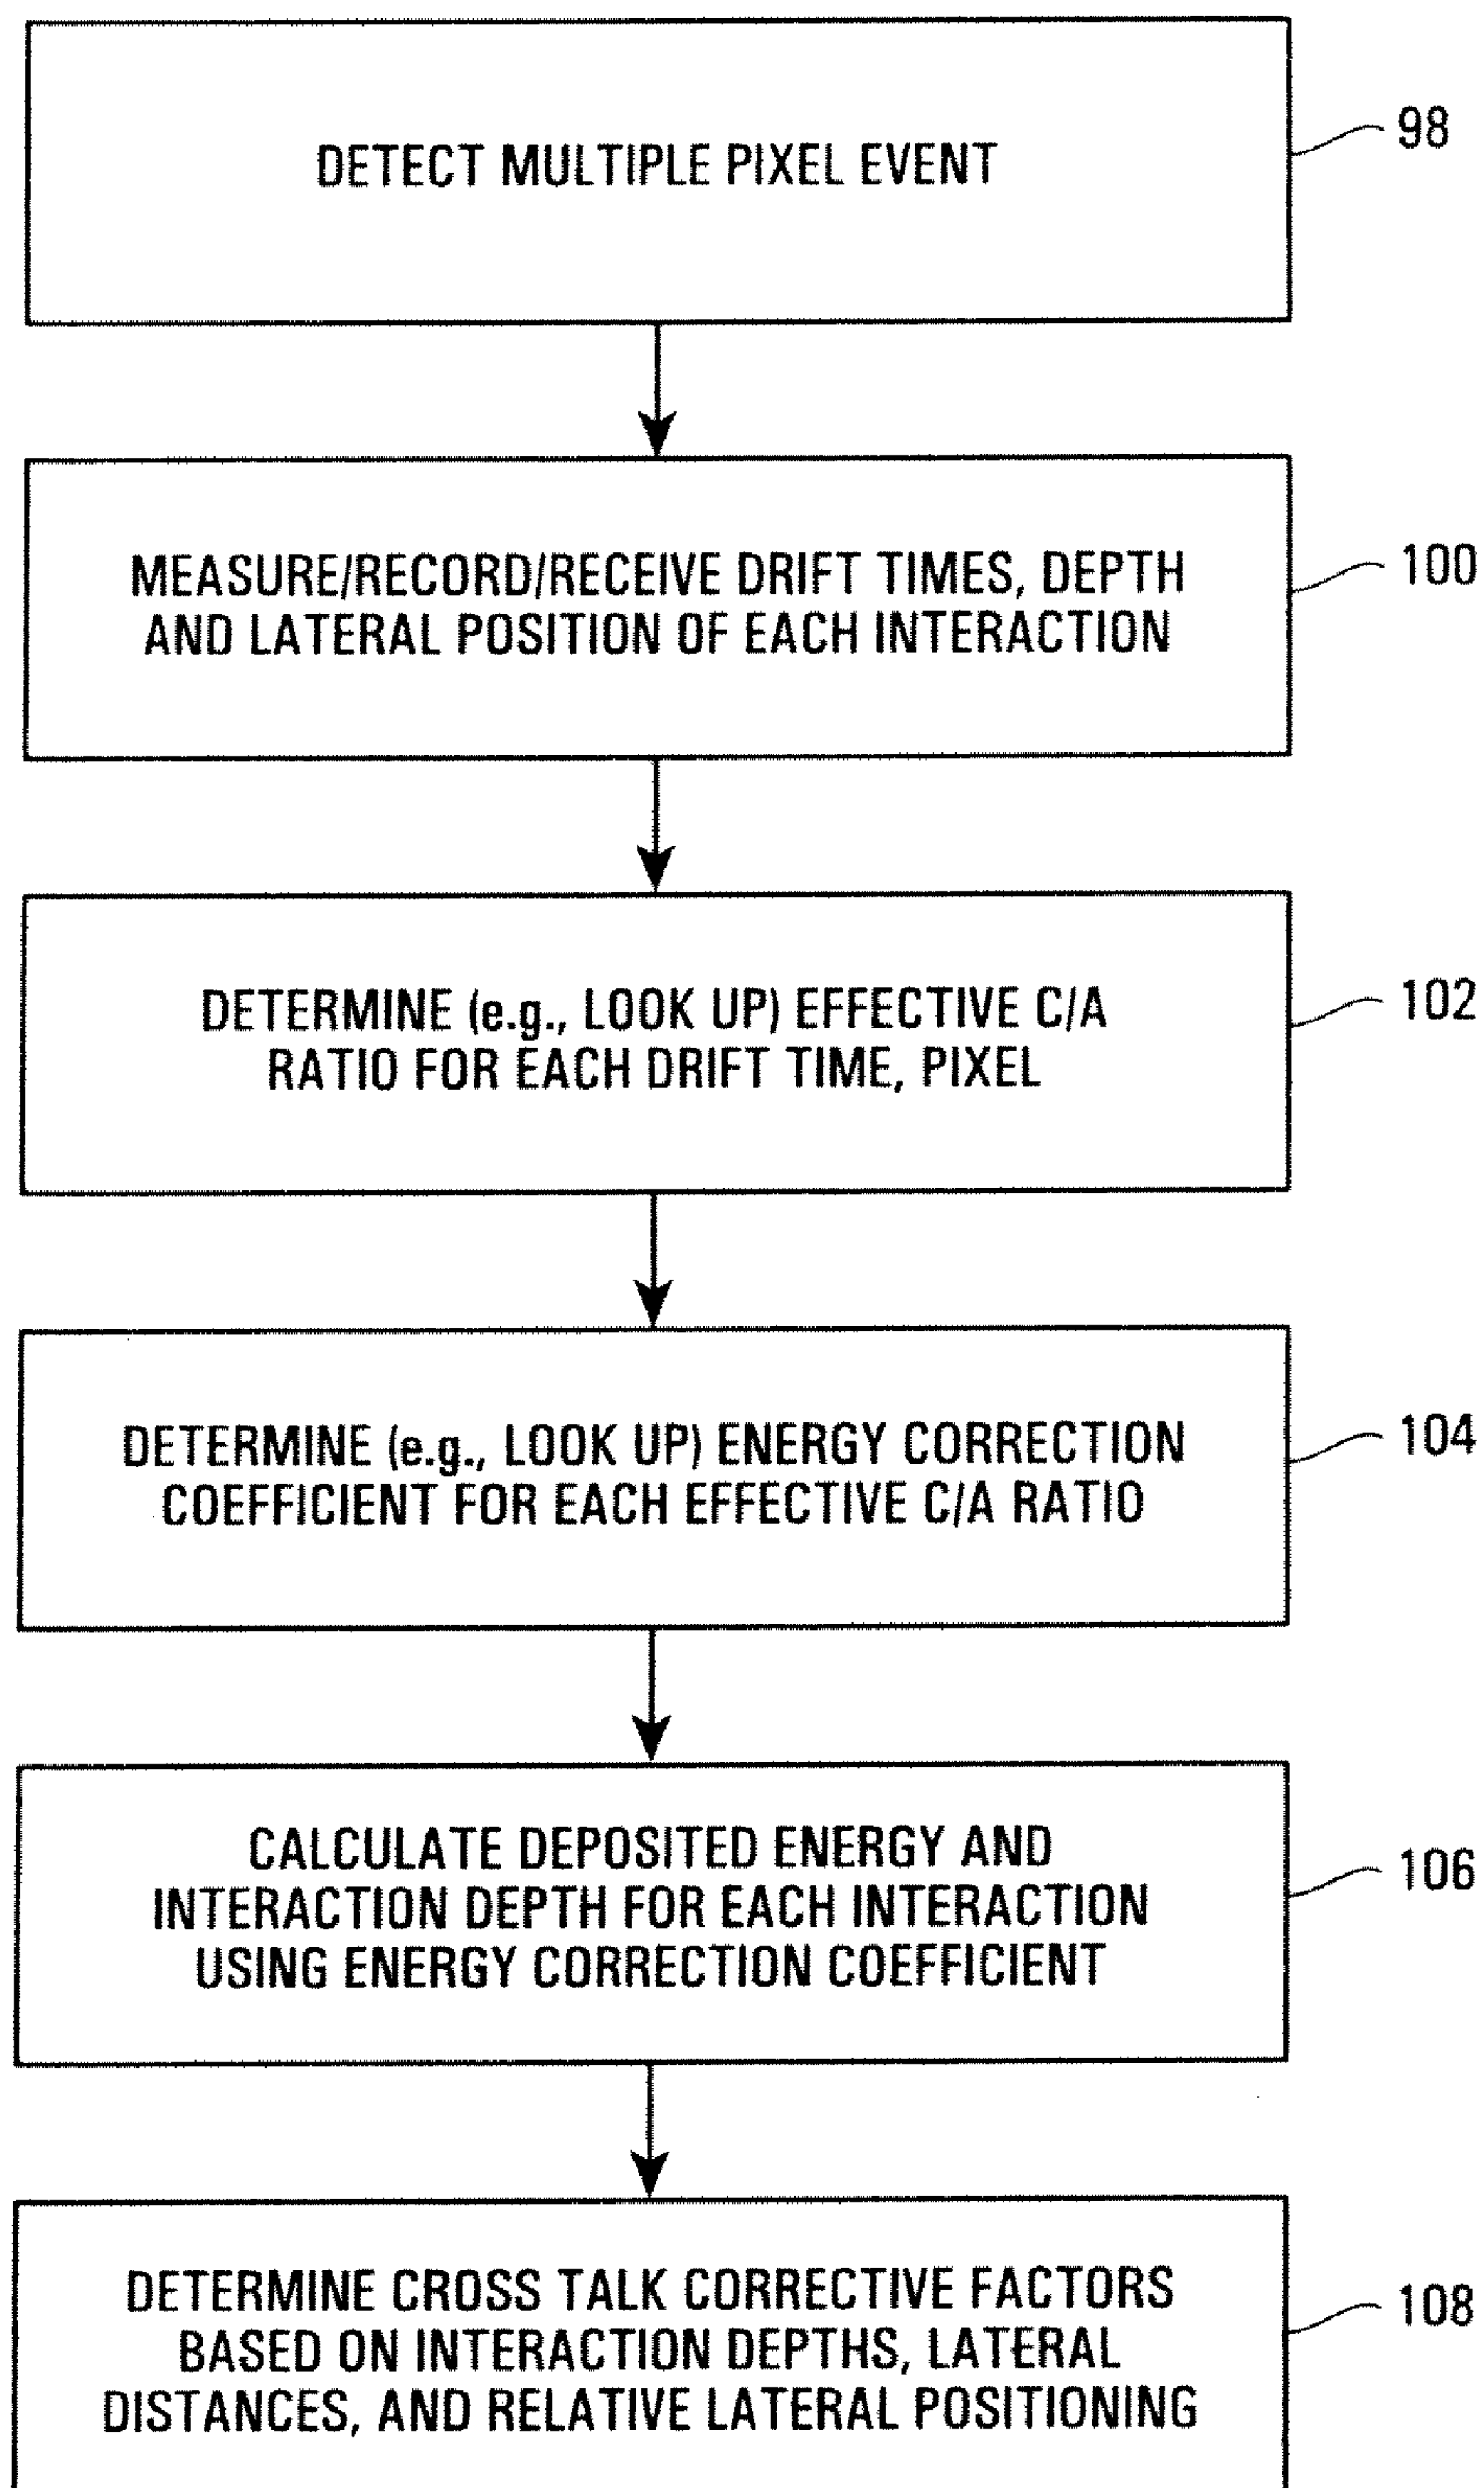 DETECT MULTIPLE PIXEL EVENT
98
MEASURE/RECORD/RECEIVE DRIFT TIMES, DEPTH
AND LATERAL POSITION OF EACH INTERACTION
100
DETERMINE (e.g., LOOK UP) EFFECTIVE C/A
RATIO FOR EACH DRIFT TIME, PIXEL
102
DETERMINE (e.g., LOOK UP) ENERGY CORRECTION
COEFFICIENT FOR EACH EFFECTIVE C/A RATIO
104
CALCULATE DEPOSITED ENERGY AND
INTERACTION DEPTH FOR EACH INTERACTION
USING ENERGY CORRECTION COEFFICIENT
106
DETERMINE CROSS TALK CORRECTIVE FACTORS
BASED ON INTERACTION DEPTHS, LATERAL
DISTANCES, AND RELATIVE LATERAL POSITIONING
108